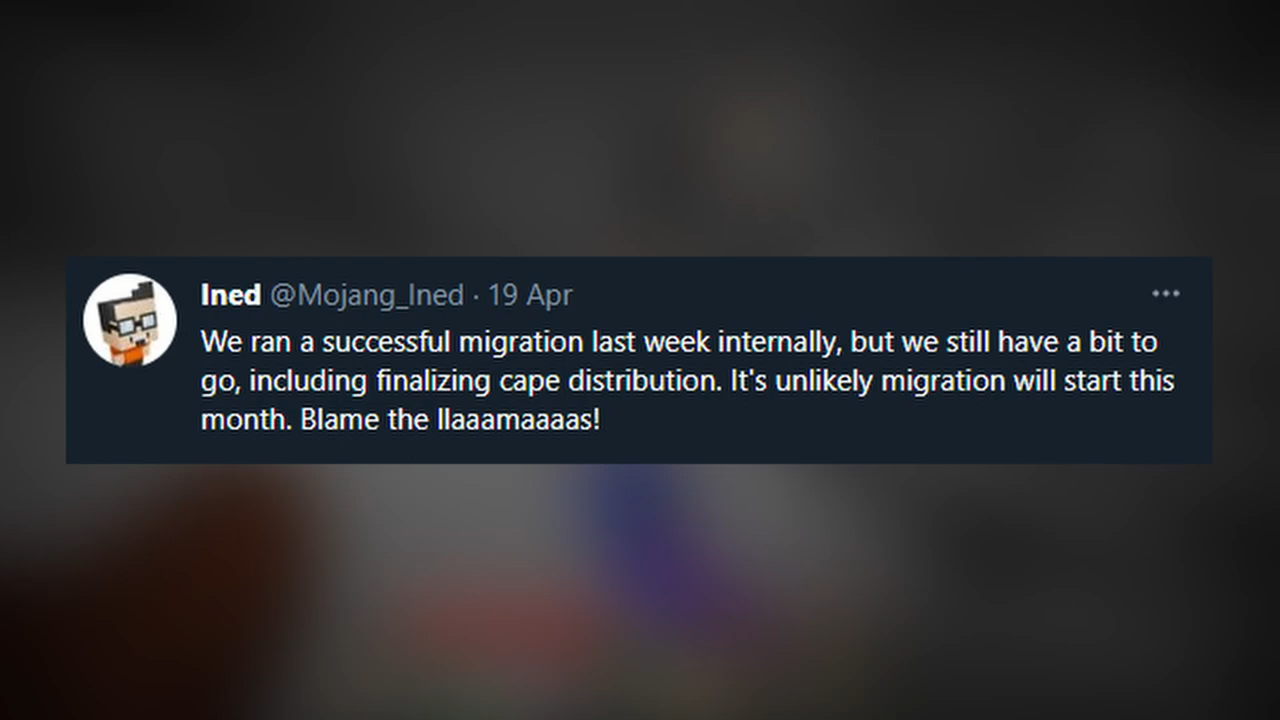 Ined @Mojang_Ined · 19 Apr
We ran a successful migration last week internally, but we still have a bit to
go, including finalizing cape distribution. It's unlikely migration will start this
month. Blame the llaaamaaaas!